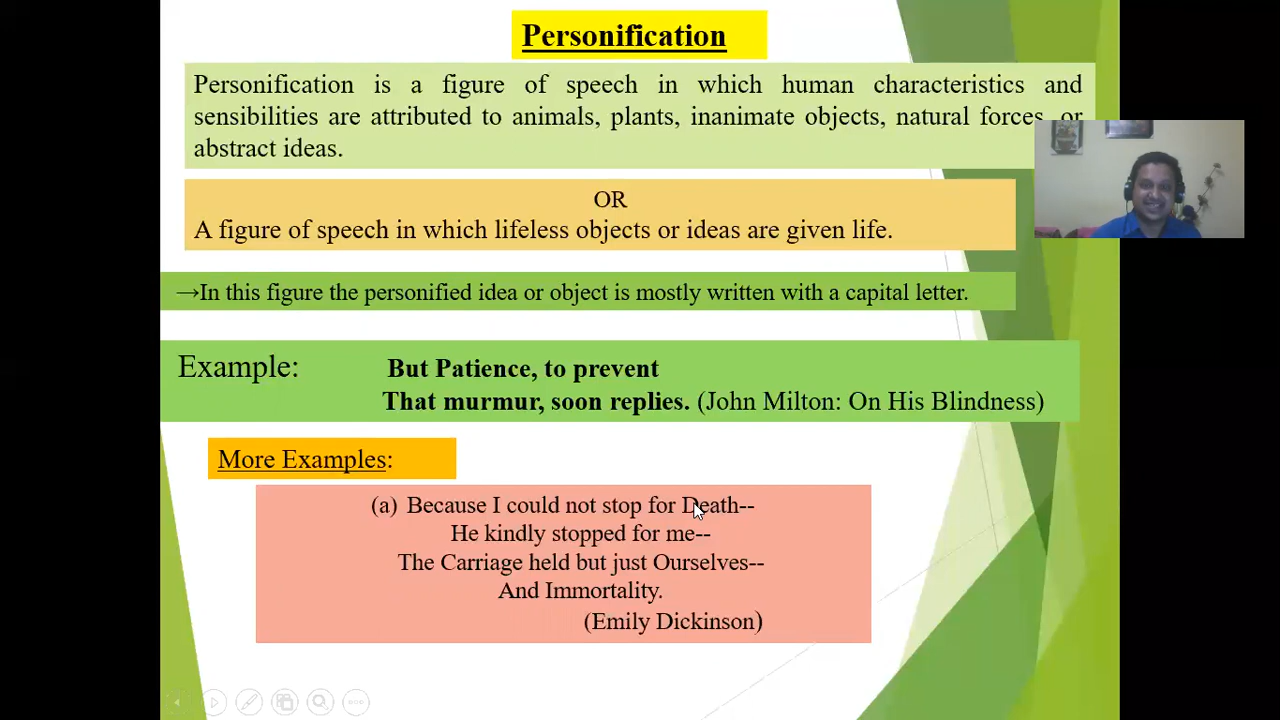 Personification
Personification is a figure of speech in which human characteristics and
sensibilities are attributed to animals, plants, inanimate objects, natural forces, or
abstract ideas.
OR
A figure of speech in which lifeless objects or ideas are given life.
→In this figure the personified idea or object is mostly written with a capital letter.
Example: But Patience, to prevent
That murmur, soon replies. (John Milton: On His Blindness)
More Examples:
(a) Because I could not stop for Death--
He kindly stopped for me--
The Carriage held but just Ourselves--
And Immortality.
(Emily Dickinson)